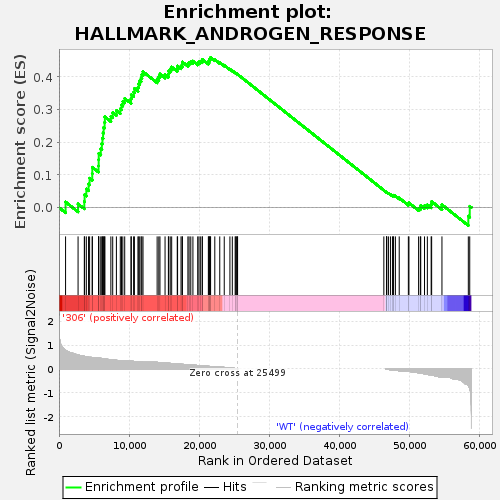 Enrichment plot:
HALLMARK_ANDROGEN_RESPONSE
Enrichment score (ES)
0.4
0.3
0.2
0.1
0.0
'306' (positively correlated)
Ranked list metric (Signal2Noise)
2
1
0
-1
-2
Zero cross at 25499
'WT' (negatively correlated)
0
10,000
20,000
30,000
40,000
50,000
60,000
Rank in Ordered Dataset
Enrichment profile
Hits
Ranking metric scores